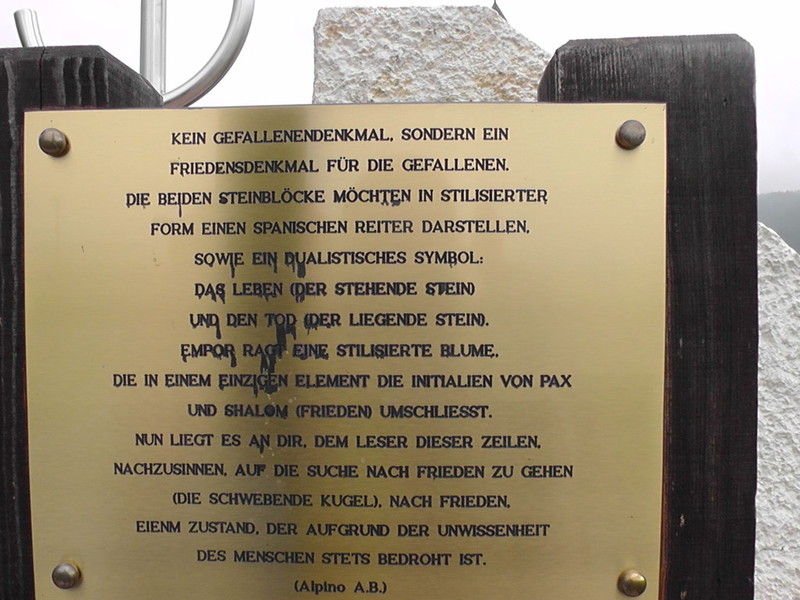 KEIN GEFALLENENDENKMAL, SONDERN EIN
FRIEDENSDENKMAL FÜR DIE GEFALLENEN.
DIE BEIDEN STEINBLÖCKE MÖCHTEN IN STILISIERTER
FORM EINEN SPANISCHEN REITER DARSTELLEN,
SOWIE EIN DUALISTISCHES SYMBOL:
DAS LEBEN (DER STEHENDE STEIN)
UND DEN TOD (DER LIEGENDE STEIN).
EMPOR RAGT EINE STILISIERTE BLUME,
DIE IN EINEM EINZIGEN ELEMENT DIE INITIALIEN VON PAX
UND SHALOM (FRIEDEN) UMSCHLIESST.
NUN LIEGT ES AN DIR, DEM LESER DIESER ZEILEN,
NACHZUSINNEN, AUF DIE SUCHE NACH FRIEDEN ZU GEHEN
(DIE SCHWEBENDE KUGEL), NACH FRIEDEN,
EIENM ZUSTAND, DER AUFGRUND DER UNWISSENHEIT
DES MENSCHEN STETS BEDROHT IST.
(Alpino A.B.)